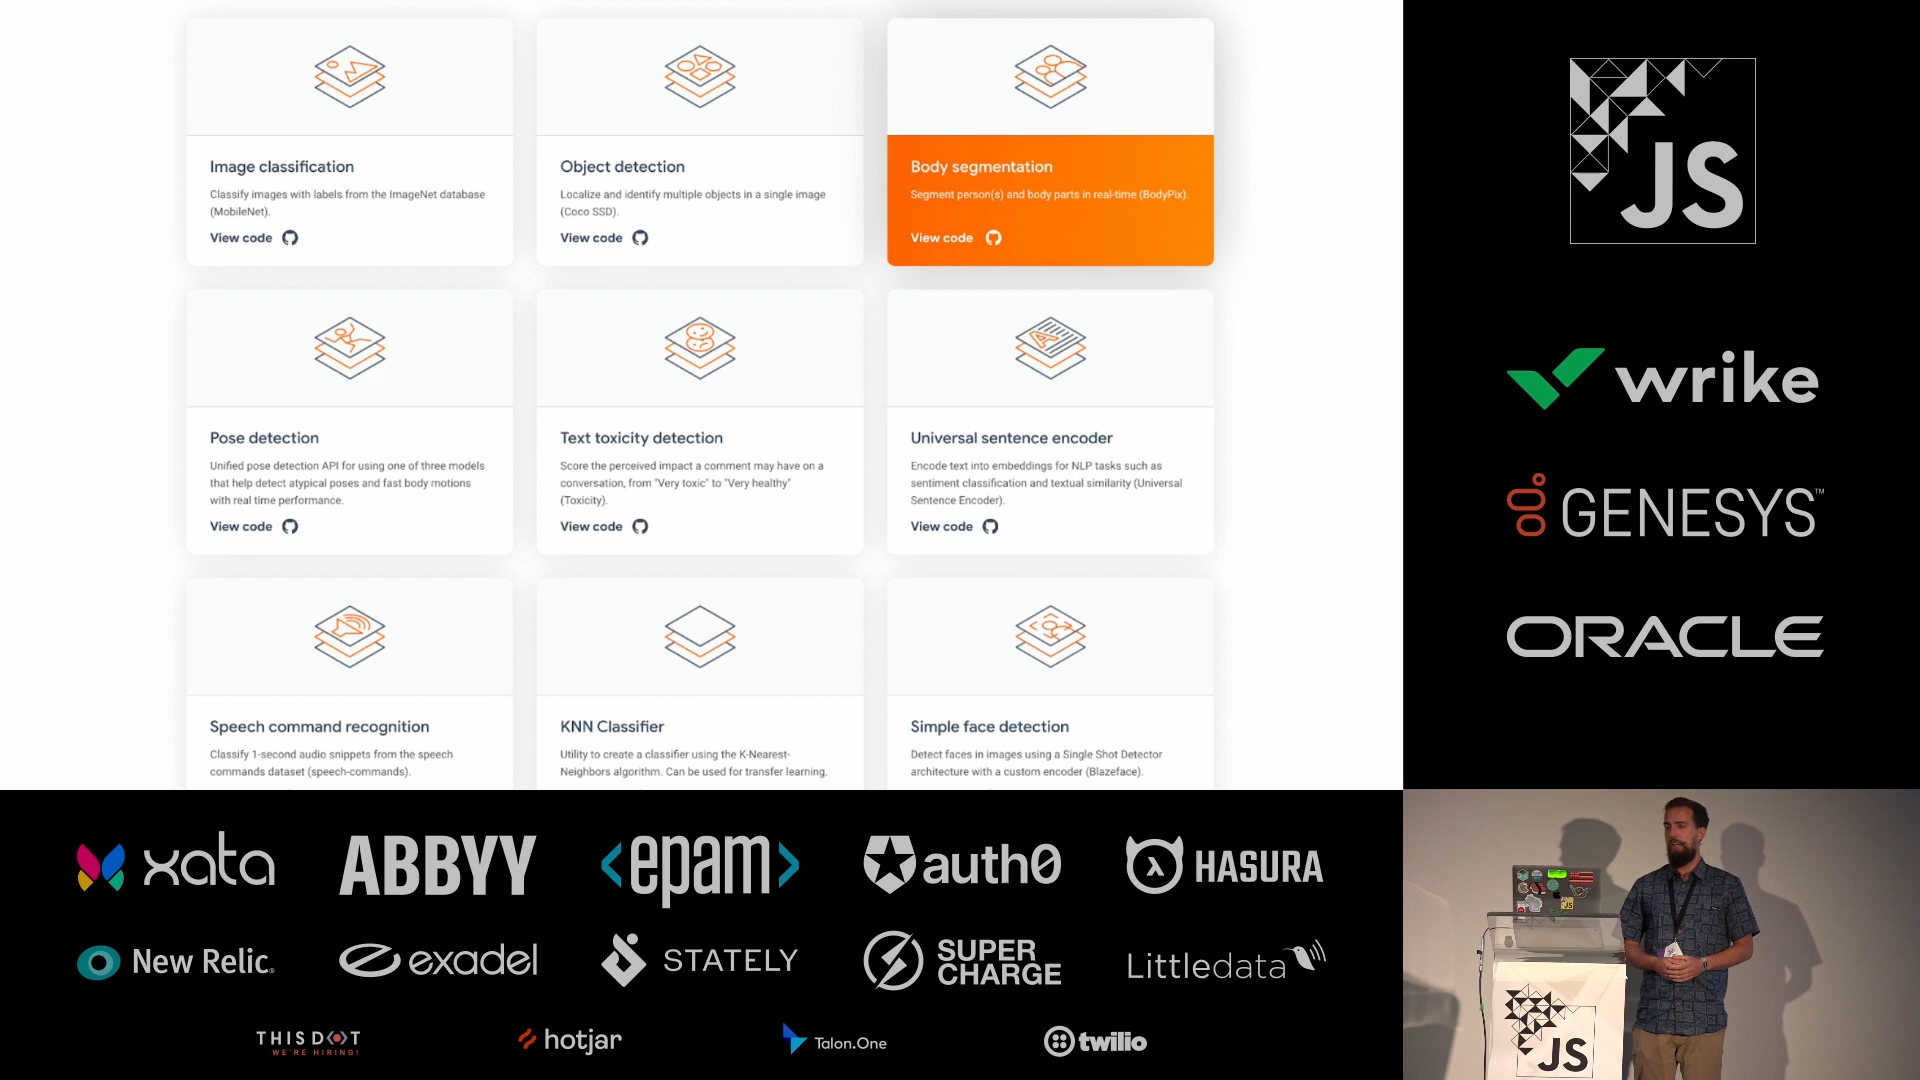 Image classification
Classify images with labels from the ImageNet database
(MobileNet).
View code
Object detection
Localize and identify multiple objects in a single image
(Coco SSD).
View code
Body segmentation
Segment person(s) and body parts in real-time (BodyPix).
View code
Pose detection
Unified pose detection API for using one of three models
that help detect atypical poses and fast body motions
with real time performance.
View code
Text toxicity detection
Score the perceived impact a comment may have on a
conversation, from "Very toxic" to "Very healthy"
(Toxicity).
View code
Universal sentence encoder
Encode text into embeddings for NLP tasks such as
sentiment classification and textual similarity (Universal
Sentence Encoder).
View code
A
Speech command recognition
Classify 1-second audio snippets from the speech
commands dataset (speech-commands).
KNN Classifier
Utility to create a classifier using the K-Nearest-
Neighbors algorithm. Can be used for transfer learning.
Simple face detection
Detect faces in images using a Single Shot Detector
architecture with a custom encoder (Blazeface).
JS
wrike
GENESYS™
ORACLE
xata
ABBYY
<epam>
auth0
HASURA
New Relic®
exadel
STATELY
SUPER
CHARGE
Littledata
THIS DOT
WE'RE HIRING!
hotjar
Talon.One
twilio
JS
JS